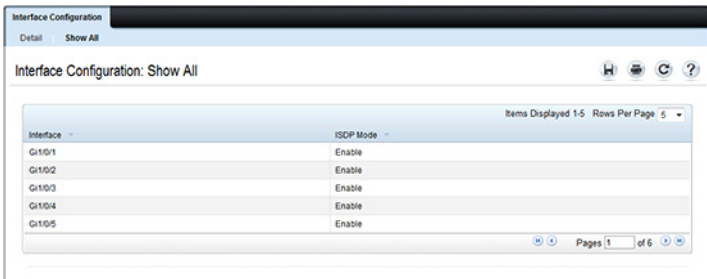 Interface Configuration
Detail Show All
Interface Configuration: Show All
Items Displayed 1-5 Rows Per Page 5
Interface ISDP Mode
Gi1/0/1 Enable
Gi1/0/2 Enable
Gi1/0/3 Enable
Gi1/0/4 Enable
Gi1/0/5 Enable
Pages 1 of 6